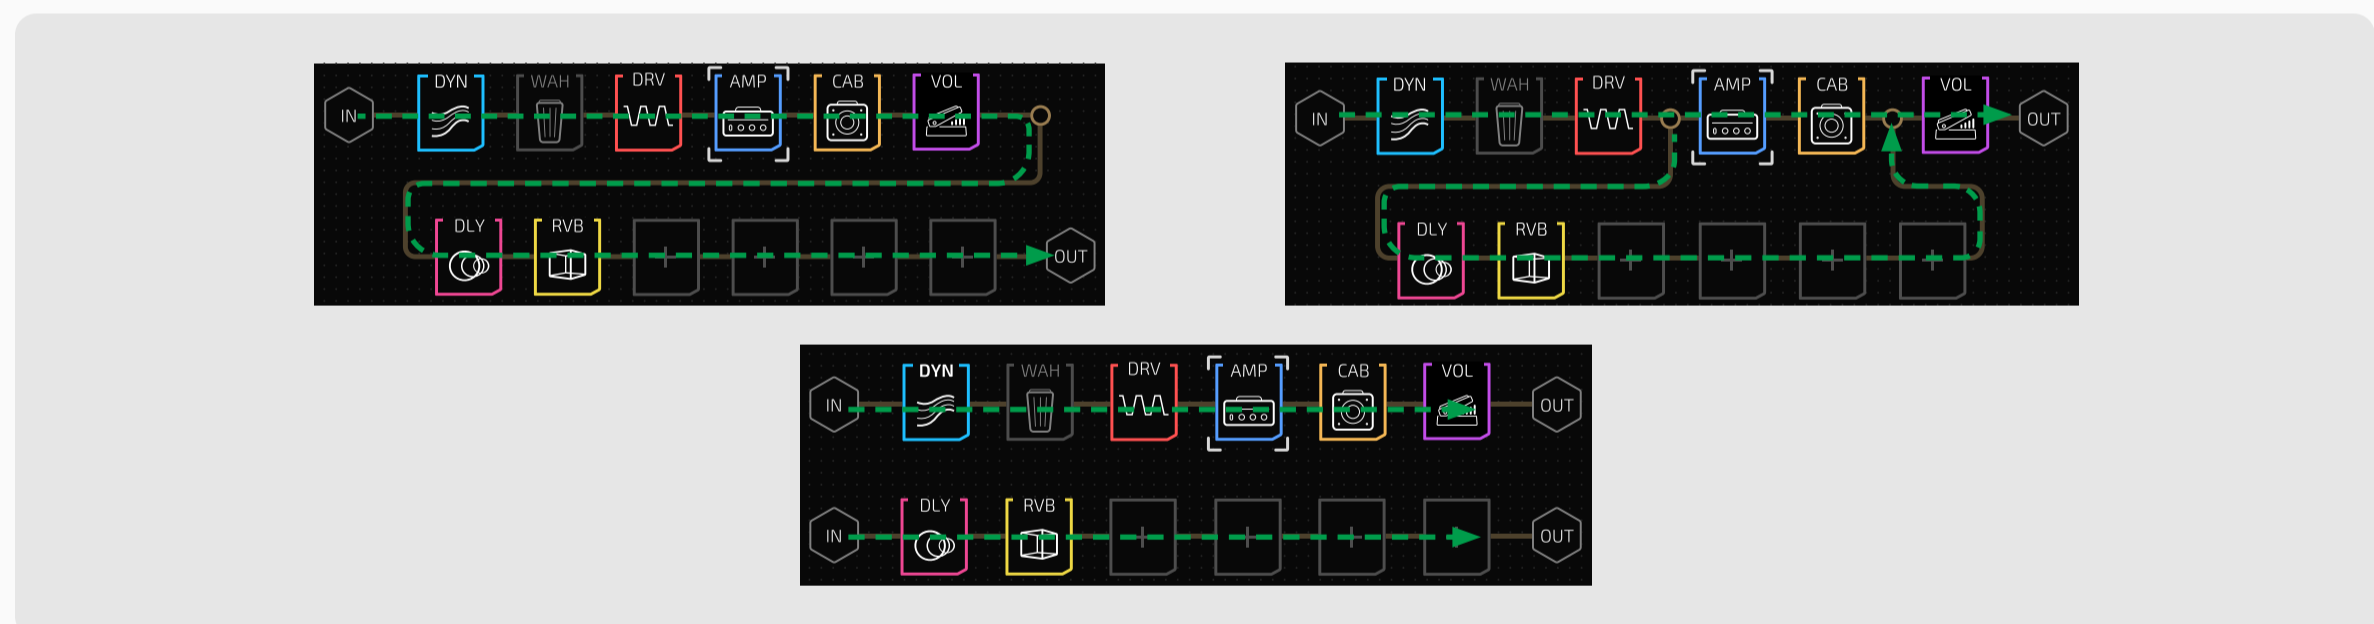 IN DYN WAH DRV AMP CAB VOL
DLY RVB OUT
IN DYN WAH DRV AMP CAB VOL OUT
DLY RVB
IN DYN WAH DRV AMP CAB VOL OUT
IN DLY RVB OUT